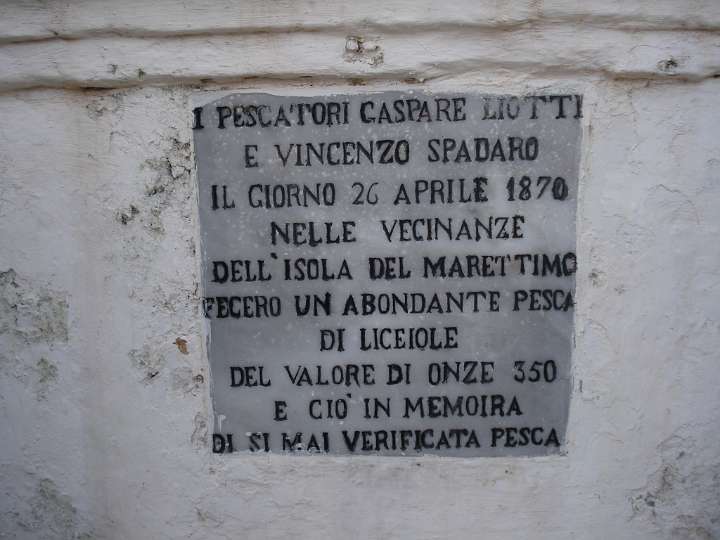 I PESCATORI GASPARE LIOTTI
E VINCENZO SPADARO
IL GIORNO 26 APRILE 1870
NELLE VECINANZE
DELL'ISOLA DEL MARETTIMO
FECERO UN ABONDANTE PESCA
DI LICEIOLE
DEL VALORE DI ONZE 350
E CIO' IN MEMOIRA
DI SI MAI VERIFICATA PESCA